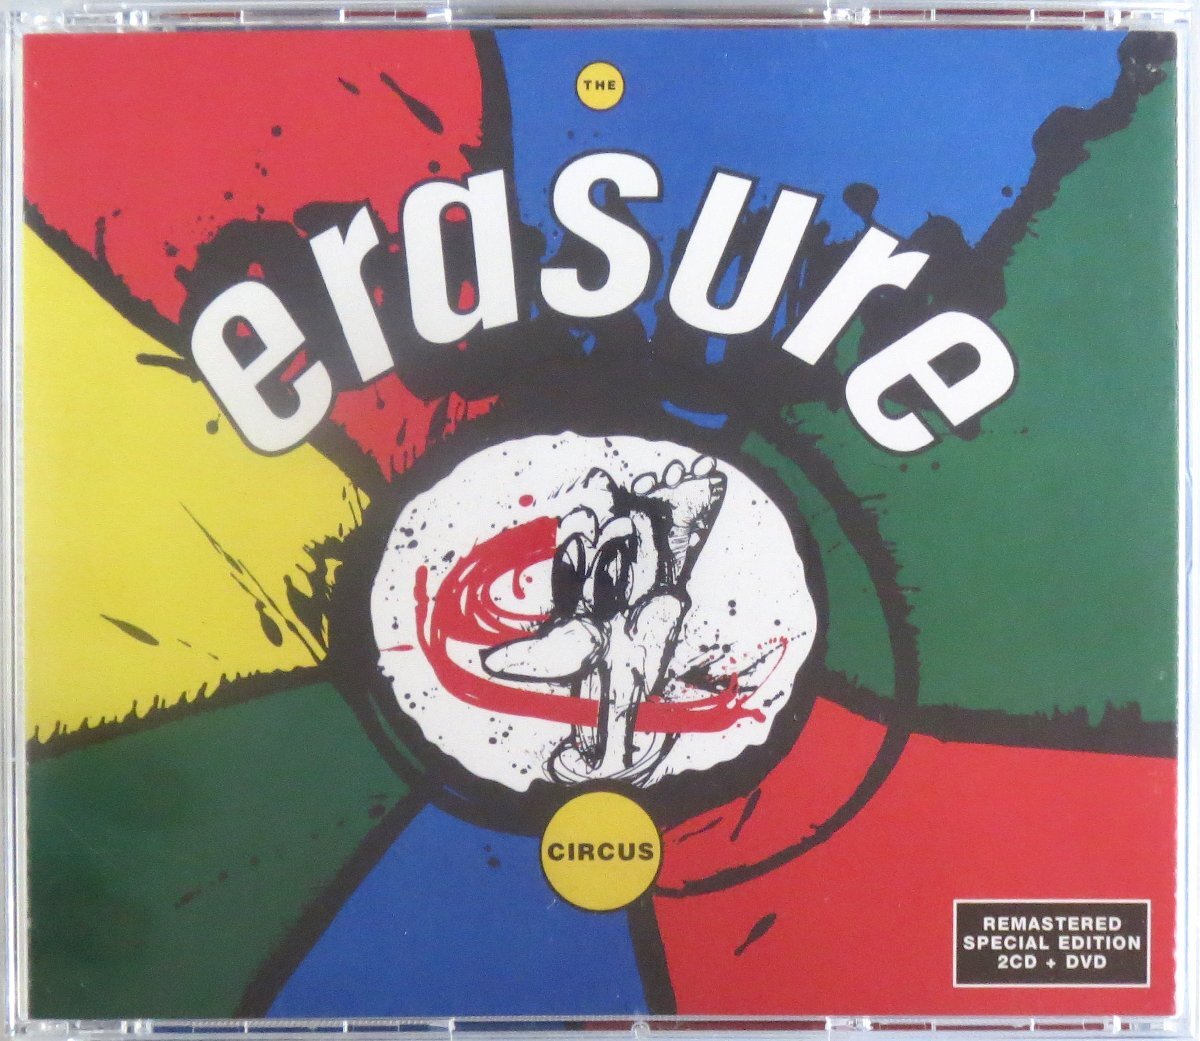 THE
erasure
CIRCUS
REMASTERED
SPECIAL EDITION
2CD + DVD